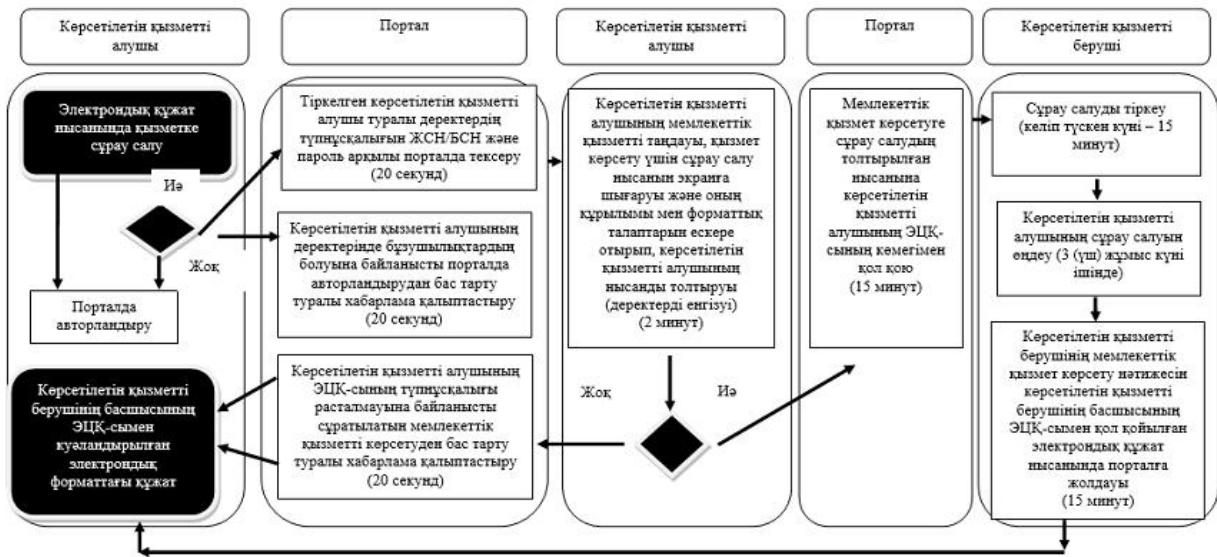 Көрсетілетін қызметті
алушы
Портал
Көрсетілетін қызметті
алушы
Портал
Көрсетілетін қызметті
беруші
Электрондық құжат
нысанында қызметке
сұрау салу
Иә
Жоқ
Порталда
авторландыру
Көрсетілетін қызметті
берушінің басшысының
ЭЦҚ-сымен
куәландырылған
электрондық
форматтағы құжат
Тіркелген көрсетілетін қызметті
алушы туралы деректердің
түпнұсқалығын ЖСН/БСН және
пароль арқылы порталда тексеру
(20 секунд)
Көрсетілетін қызметті алушының
деректерінде бұзушылықтардың
болуына байланысты порталда
авторландырудан бас тарту
туралы хабарлама қалыптастыру
(20 секунд)
Көрсетілетін қызметті алушының
ЭЦҚ-сының түпнұсқалығы
расталмауына байланысты
сұратылатын мемлекеттік
қызметті көрсетуден бас тарту
туралы хабарлама қалыптастыру
(20 секунд)
Көрсетілетін қызметті
алушының мемлекеттік
қызметті таңдауы, қызмет
көрсету үшін сұрау салу
нысанын экранға
шығаруы және оның
құрылымы мен форматтық
талаптарын ескере
отырып, көрсетілетін
қызметті алушының
нысанды толтыруы
(деректерді енгізуі)
(2 минут)
Жоқ
Иә
Мемлекеттік
қызмет көрсетуге
сұрау салудың
толтырылған
нысанына
көрсетілетін
қызметті
алушының ЭЦҚ-
сының көмегімен
қол қою
(15 минут)
Сұрау салуды тіркеу
(келіп түскен күні – 15
минут)
Көрсетілетін қызметті
алушының сұрау салуын
өңдеу (3 (үш) жұмыс күні
ішінде)
Көрсетілетін қызметті
берушінің мемлекеттік
қызмет көрсету нәтижесін
көрсетілетін қызметті
берушінің басшысының
ЭЦҚ-сымен қол қойылған
электрондық құжат
нысанында порталға
жолдауы
(15 минут)